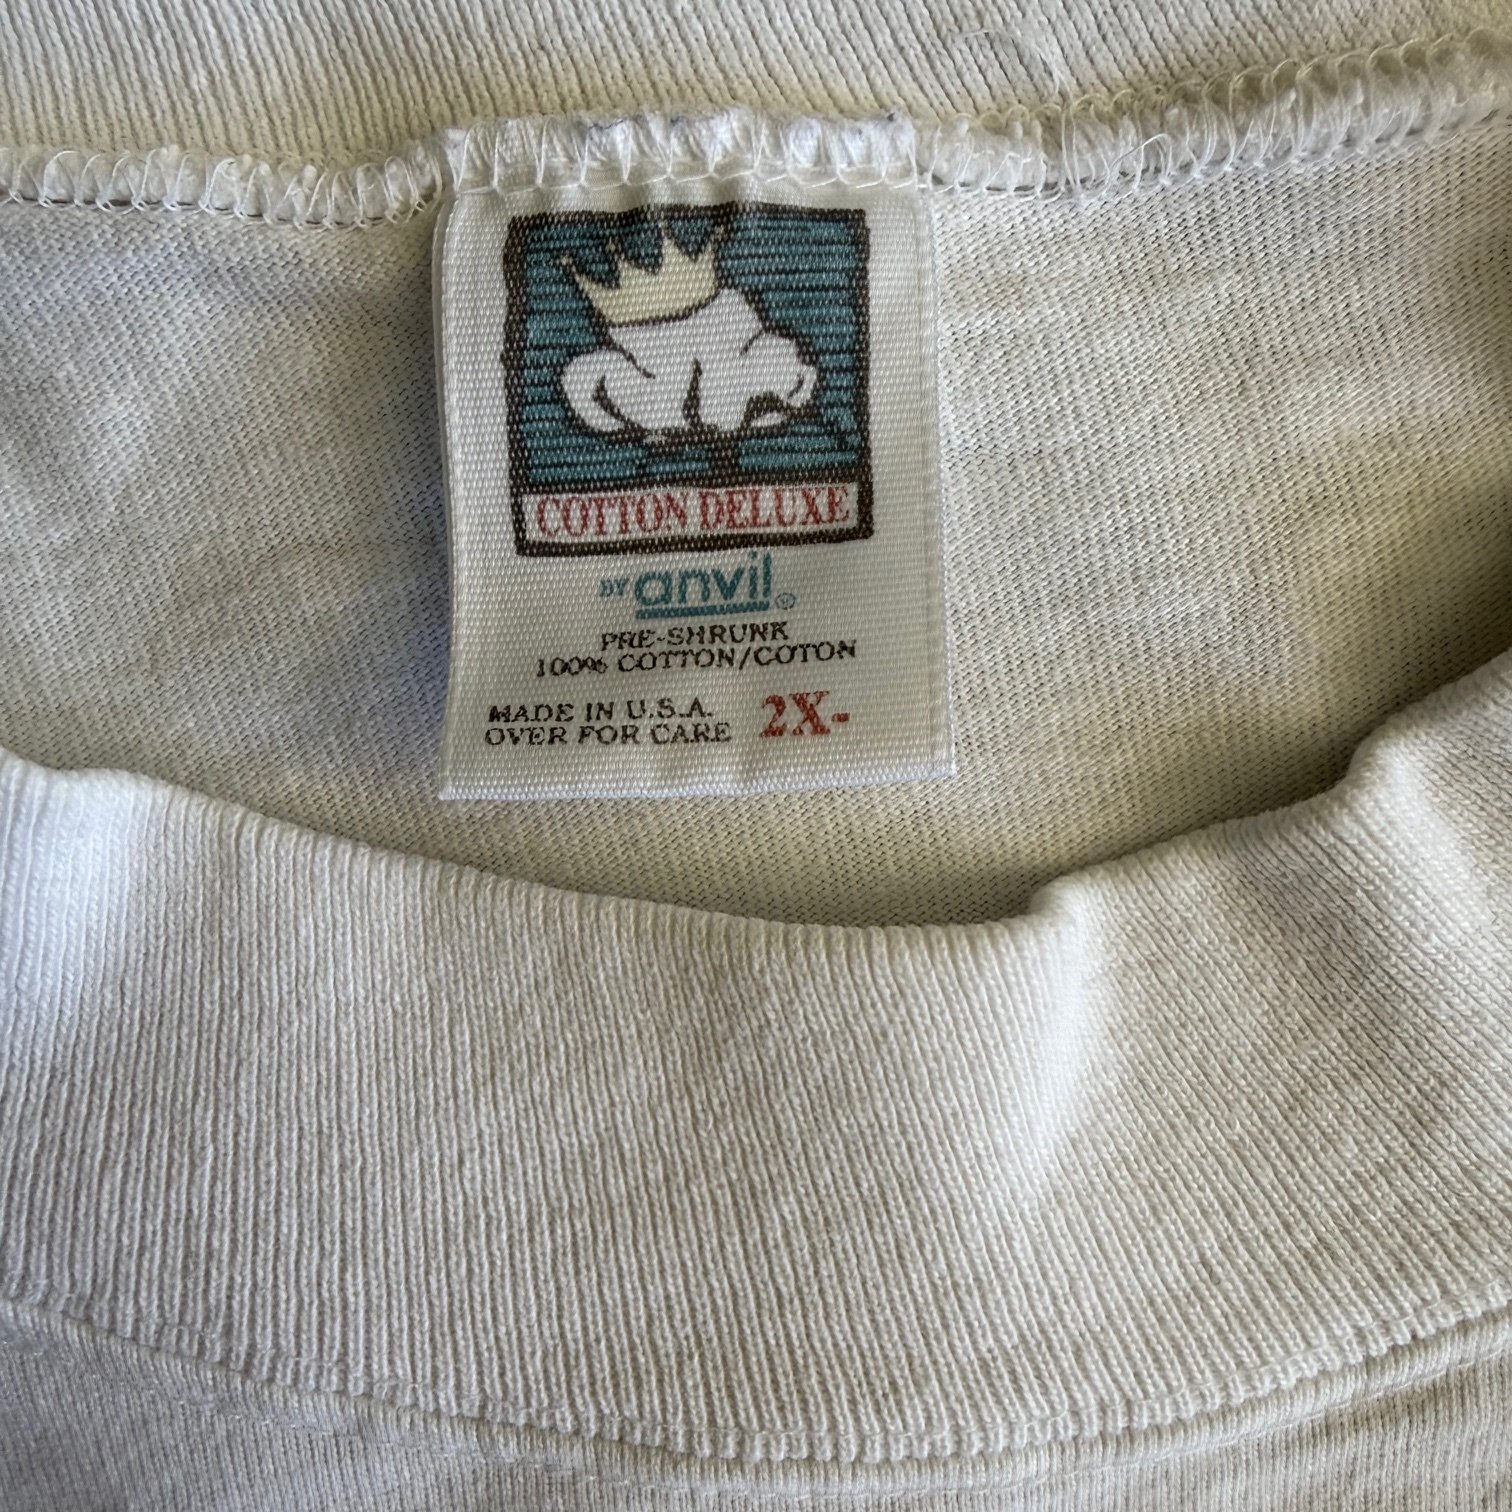 COTTON DELUXE
BY anvil®
PRE-SHRUNK
100% COTTON/COTON
MADE IN U.S.A. 2X-
OVER FOR CARE